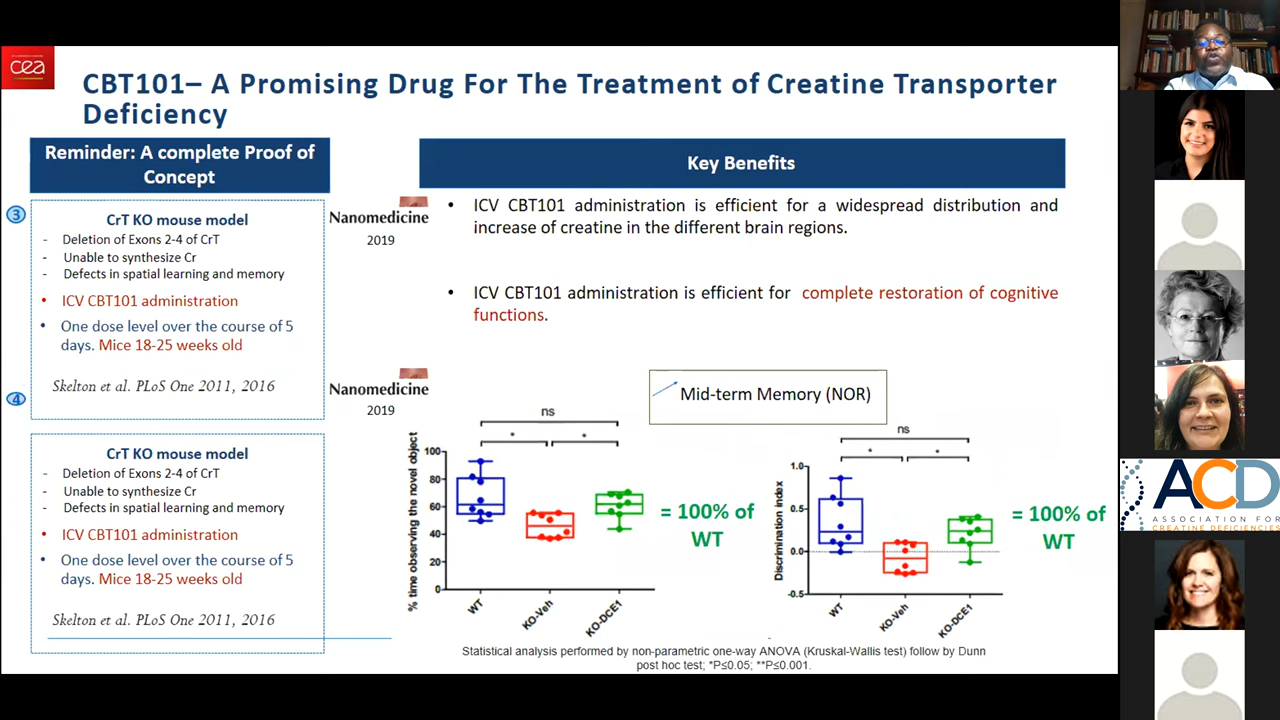 cea
CBT101– A Promising Drug For The Treatment of Creatine Transporter
Deficiency
Reminder: A complete Proof of
Concept
3
CrT KO mouse model
- Deletion of Exons 2-4 of CrT
- Unable to synthesize Cr
- Defects in spatial learning and memory
• ICV CBT101 administration
• One dose level over the course of 5
days. Mice 18-25 weeks old
Skelton et al. PLoS One 2011, 2016
4
CrT KO mouse model
- Deletion of Exons 2-4 of CrT
- Unable to synthesize Cr
- Defects in spatial learning and memory
• ICV CBT101 administration
• One dose level over the course of 5
days. Mice 18-25 weeks old
Skelton et al. PLoS One 2011, 2016
Nanomedicine
2019
Nanomedicine
2019
Key Benefits
• ICV CBT101 administration is efficient for a widespread distribution and
increase of creatine in the different brain regions.
• ICV CBT101 administration is efficient for complete restoration of cognitive
functions.
Mid-term Memory (NOR)
ns
* *
% time observing the novel object
100
80
60
40
20
0
WT KO-Veh KO-DCE1
= 100% of
WT
ns
* *
Discrimination index
1.0
0.5
0.0
-0.5
WT KO-Veh KO-DCE1
= 100% of
WT
Statistical analysis performed by non-parametric one-way ANOVA (Kruskal-Wallis test) follow by Dunn
post hoc test; *P≤0.05; **P≤0.001.
ACD
ASSOCIATION FOR
CREATINE DEFICIENCIES